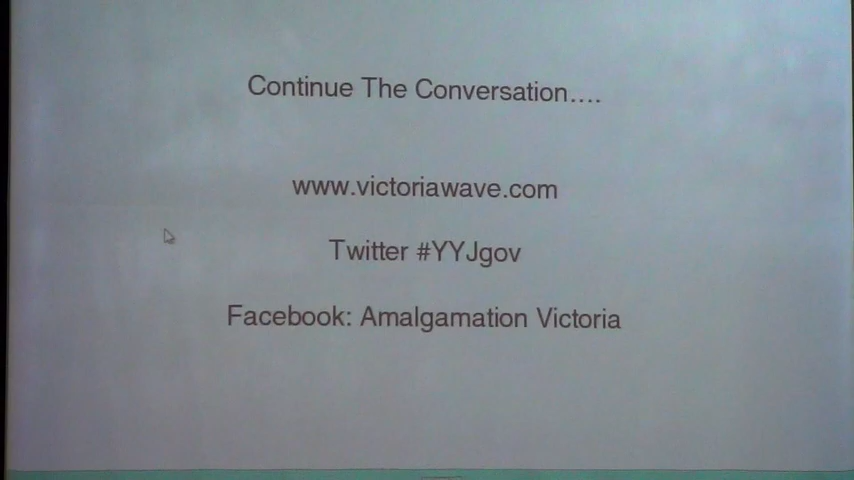 Continue The Conversation....
www.victoriawave.com
Twitter #YYJgov
Facebook: Amalgamation Victoria